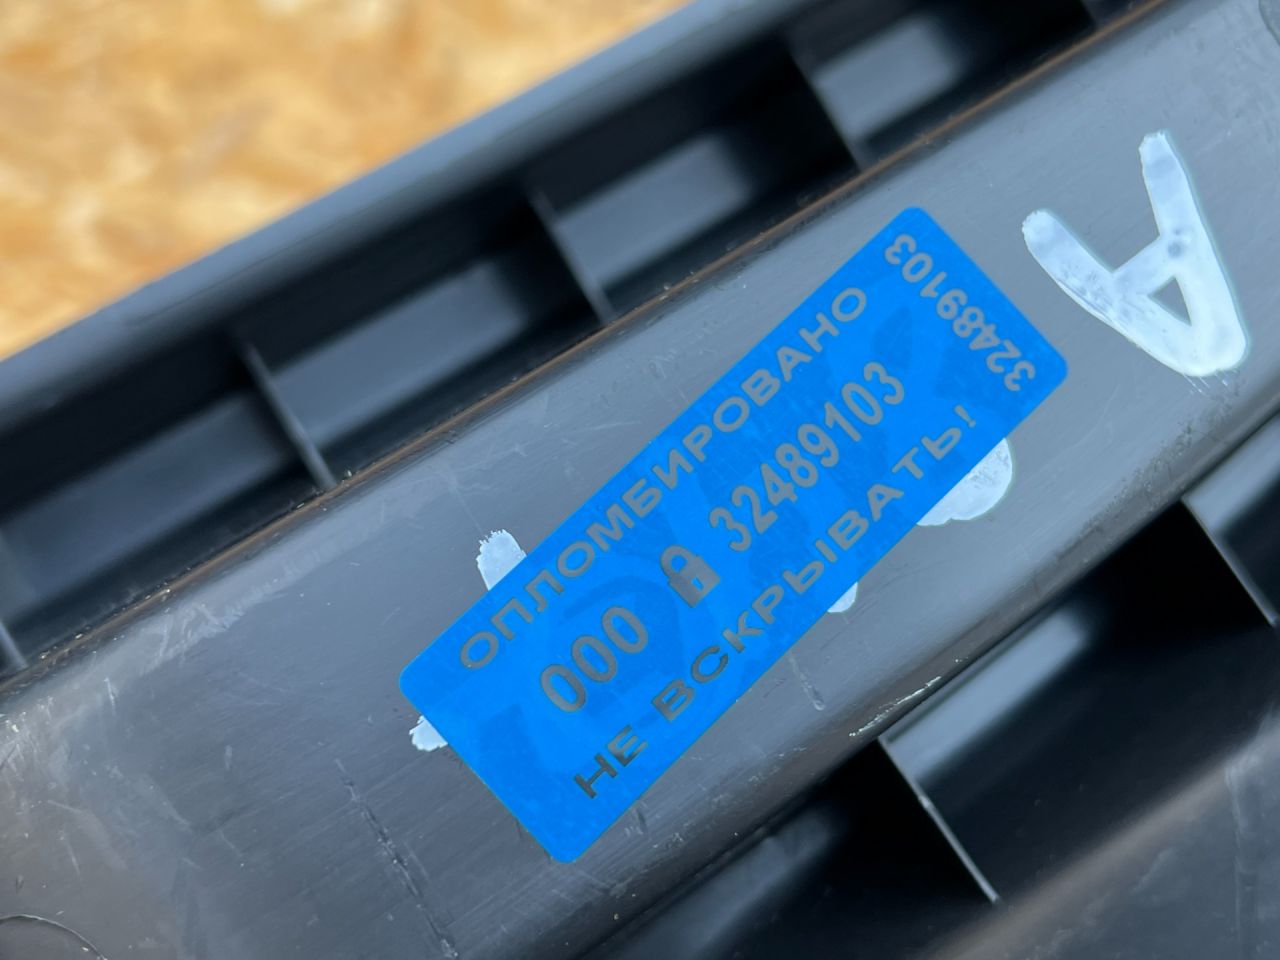 ОПЛОМБИРОВАНО
000 32489103
НЕ ВСКРЫВАТЬ!
32489103
А